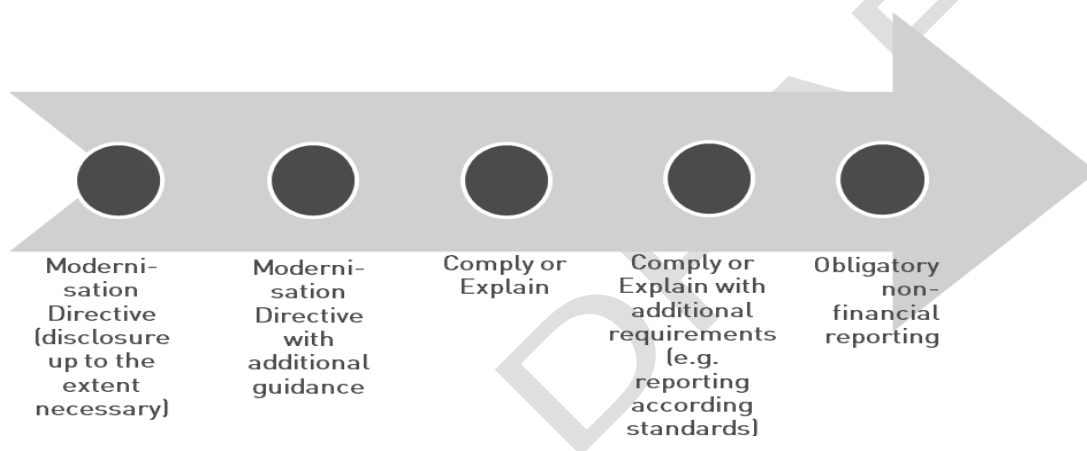 Moderni-
sation
Directive
(disclosure
up to the
extent
necessary)
Moderni-
sation
Directive
with
additional
guidance
Comply or
Explain
Comply or
Explain with
additional
requirements
(e.g.
reporting
according
standards)
Obligatory
non-
financial
reporting